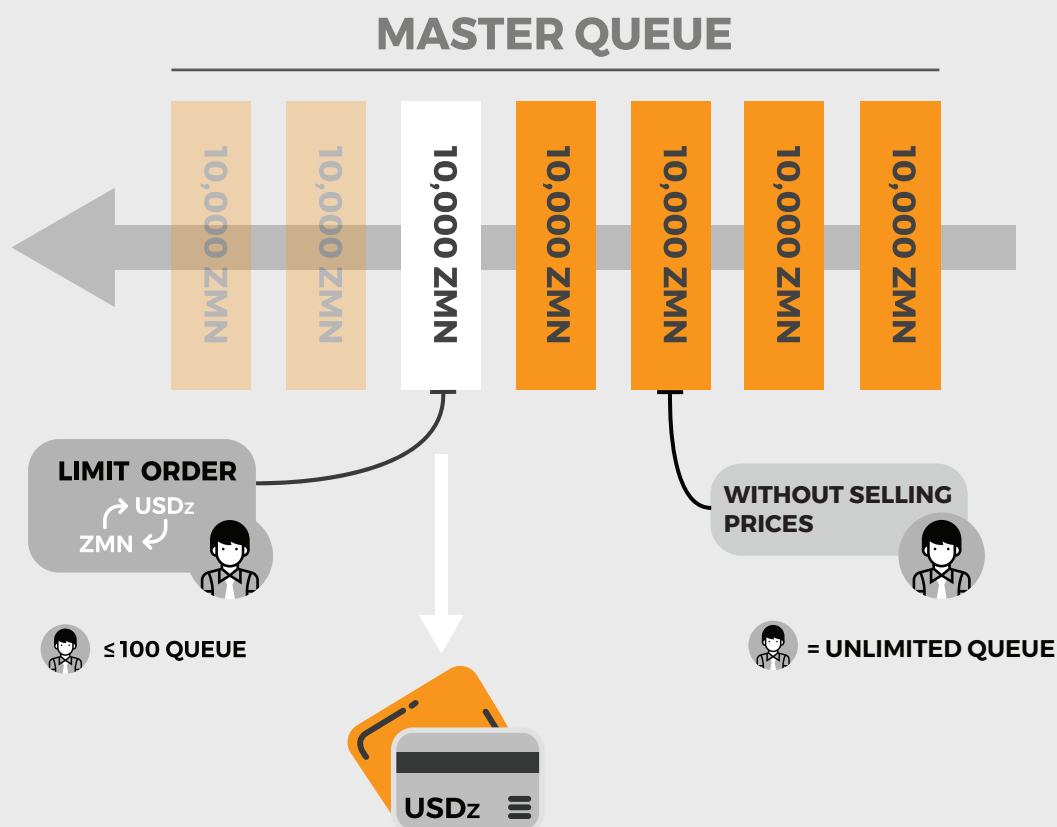 MASTER QUEUE
10,000 ZMN
10,000 ZMN
10,000 ZMN
10,000 ZMN
10,000 ZMN
10,000 ZMN
10,000 ZMN
LIMIT ORDER
USDz
ZMN
≤ 100 QUEUE
WITHOUT SELLING
PRICES
= UNLIMITED QUEUE
USDz